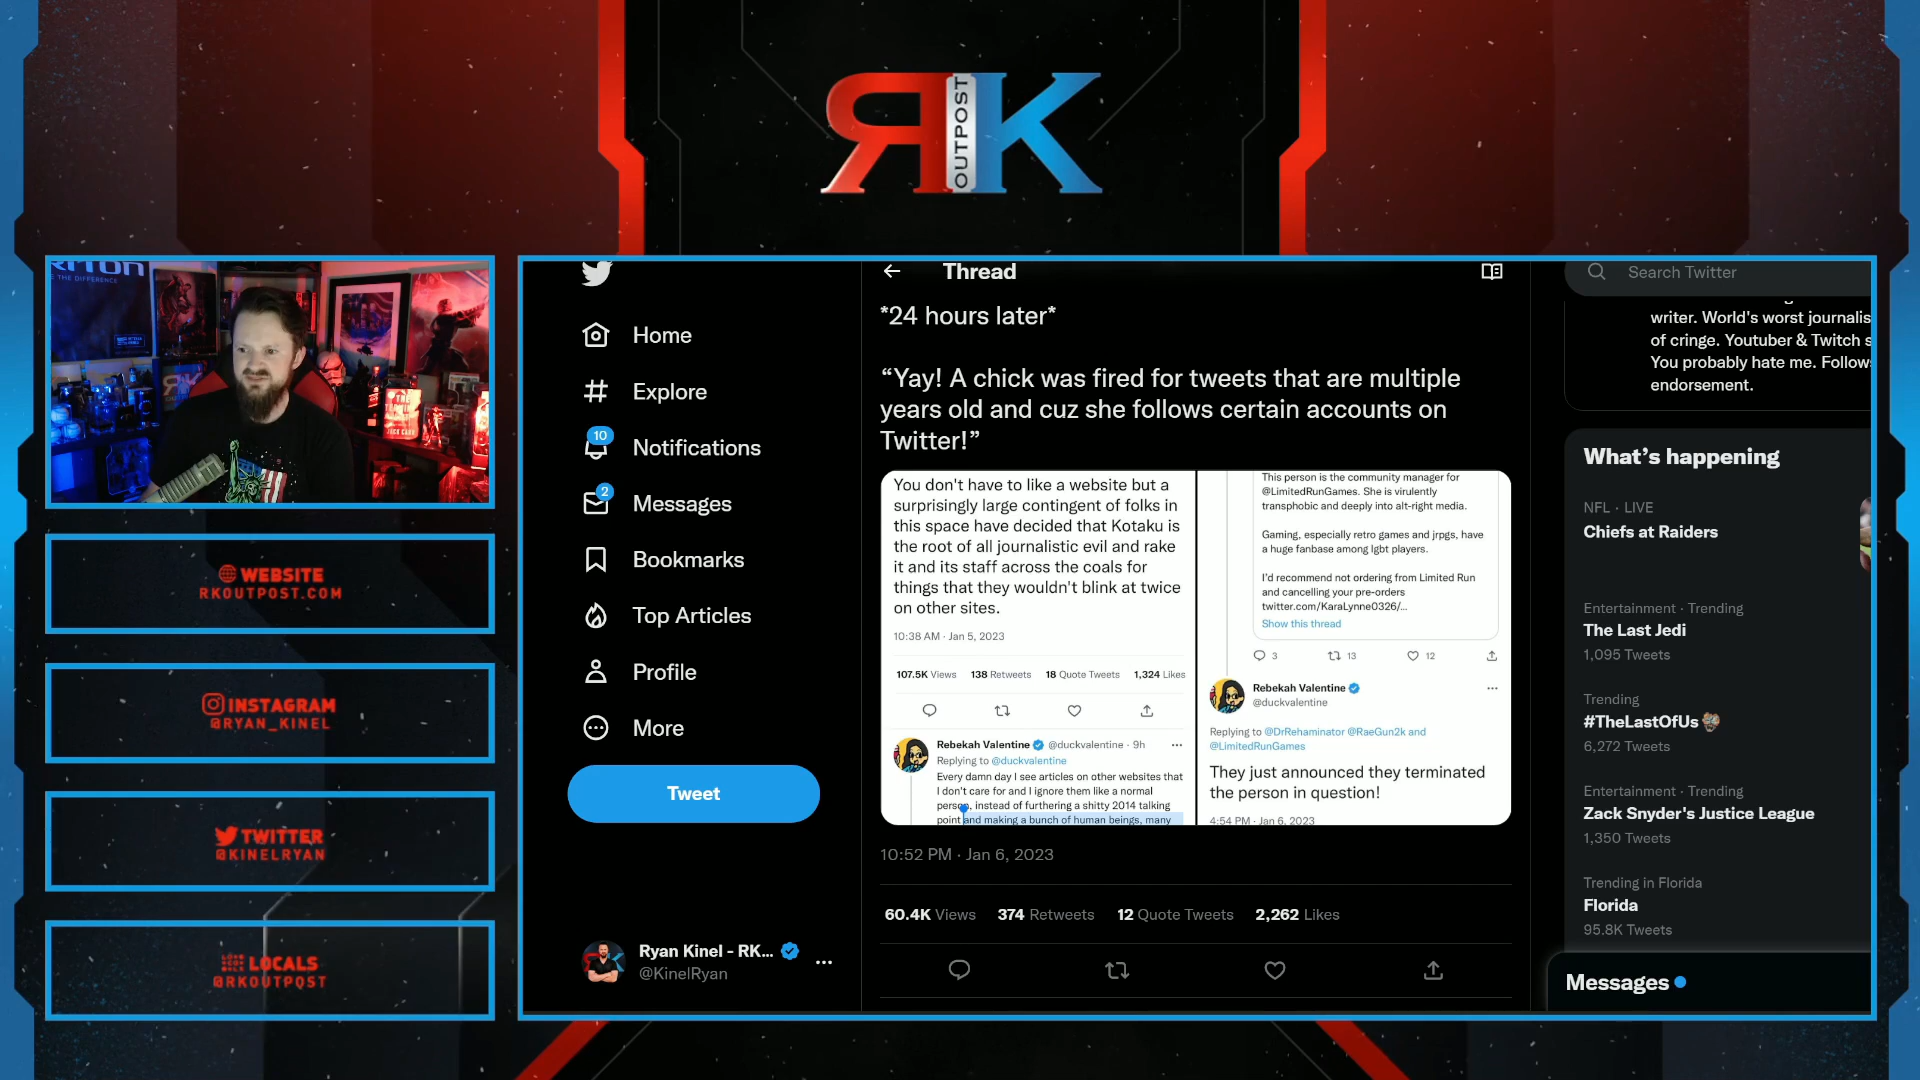 RK
OUTPOST
THE DIFFERENCE
WEBSITE
RKOUTPOST.COM
INSTAGRAM
@RYAN_KINEL
TWITTER
@KINELRYAN
LOCALS
@RKOUTPOST
Home
Explore
10
Notifications
2
Messages
Bookmarks
Top Articles
Profile
More
Tweet
Ryan Kinel - RK...
@KinelRyan
Thread
*24 hours later*
“Yay! A chick was fired for tweets that are multiple
years old and cuz she follows certain accounts on
Twitter!”
You don't have to like a website but a
surprisingly large contingent of folks in
this space have decided that Kotaku is
the root of all journalistic evil and rake
it and its staff across the coals for
things that they wouldn't blink at twice
on other sites.
10:38 AM · Jan 5, 2023
107.5K Views 138 Retweets 18 Quote Tweets 1,324 Likes
Rebekah Valentine @duckvalentine · 9h
Replying to @duckvalentine
Every damn day I see articles on other websites that
I don't care for and I ignore them like a normal
person, instead of furthering a shitty 2014 talking
point and making a bunch of human beings, many
This person is the community manager for
@LimitedRunGames. She is virulently
transphobic and deeply into alt-right media.
Gaming, especially retro games and jrpgs, have
a huge fanbase among lgbt players.
I'd recommend not ordering from Limited Run
and cancelling your pre-orders
twitter.com/KaraLynne0326/...
Show this thread
3 13 12
Rebekah Valentine
@duckvalentine
Replying to @DrRehaminator @RaeGun2k and
@LimitedRunGames
They just announced they terminated
the person in question!
4:54 PM · Jan 6, 2023
10:52 PM · Jan 6, 2023
60.4K Views 374 Retweets 12 Quote Tweets 2,262 Likes
Search Twitter
writer. World's worst journalis
of cringe. Youtuber & Twitch s
You probably hate me. Follow
endorsement.
What’s happening
NFL · LIVE
Chiefs at Raiders
Entertainment · Trending
The Last Jedi
1,095 Tweets
Trending
#TheLastOfUs
6,272 Tweets
Entertainment · Trending
Zack Snyder's Justice League
1,350 Tweets
Trending in Florida
Florida
95.8K Tweets
Messages